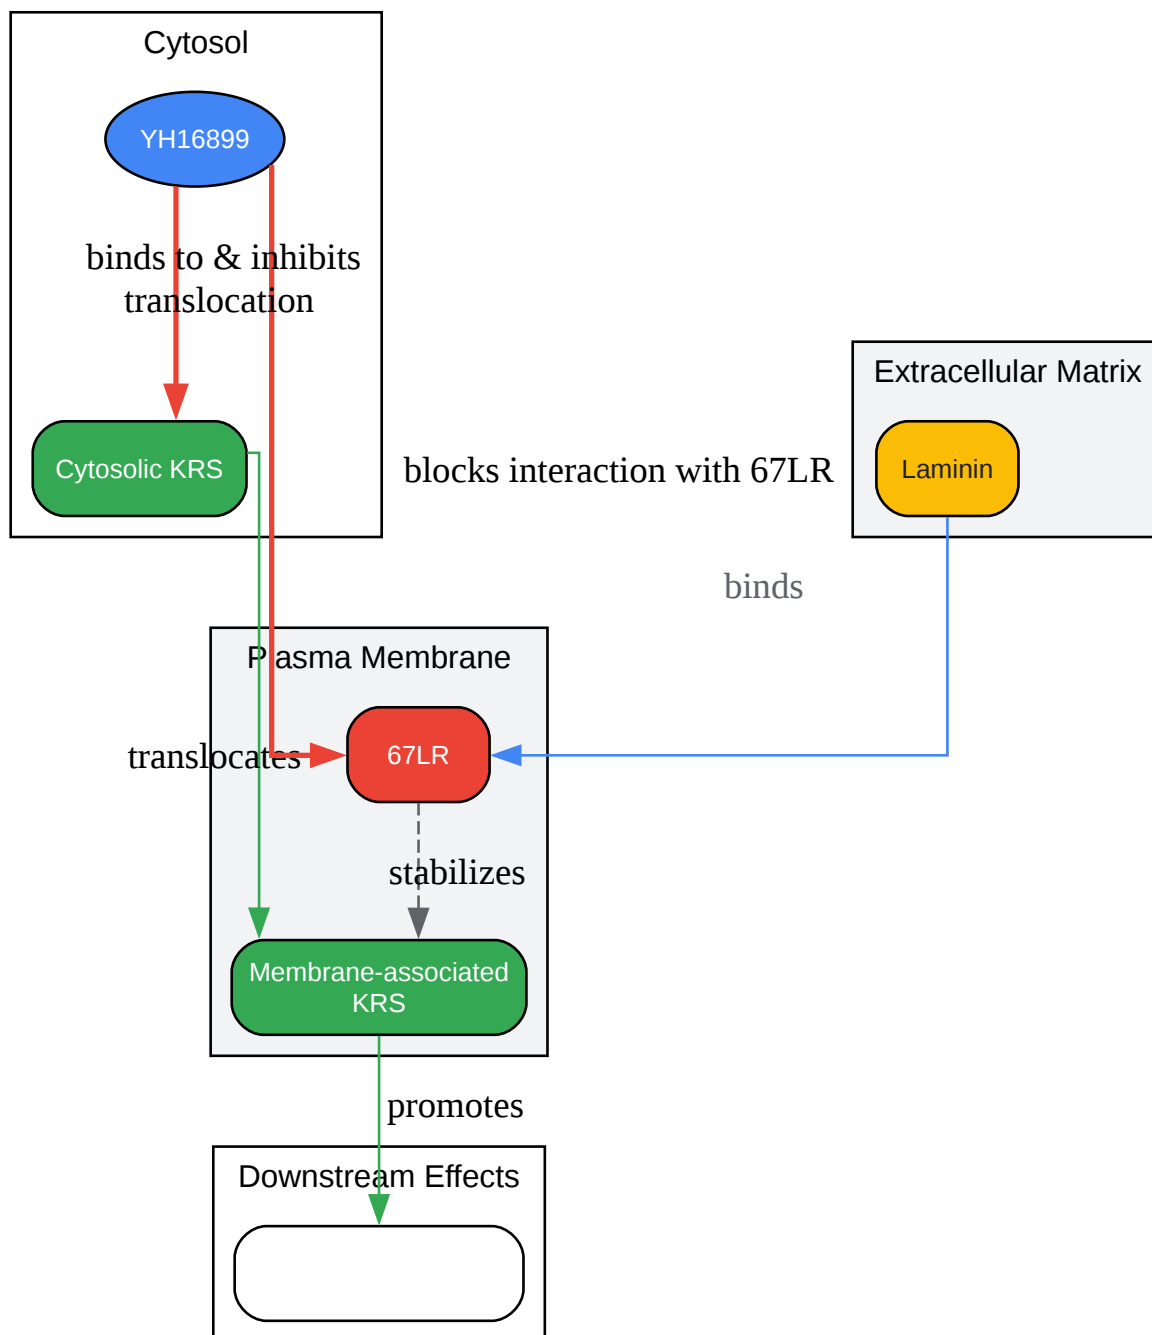 Cytosol
YH16899
binds to & inhibits
translocation
Extracellular Matrix
Cytosolic KRS
blocks interaction with 67LR
Laminin
binds
Plasma Membrane
translocates
67LR
stabilizes
Membrane-associated
KRS
promotes
Downstream Effects